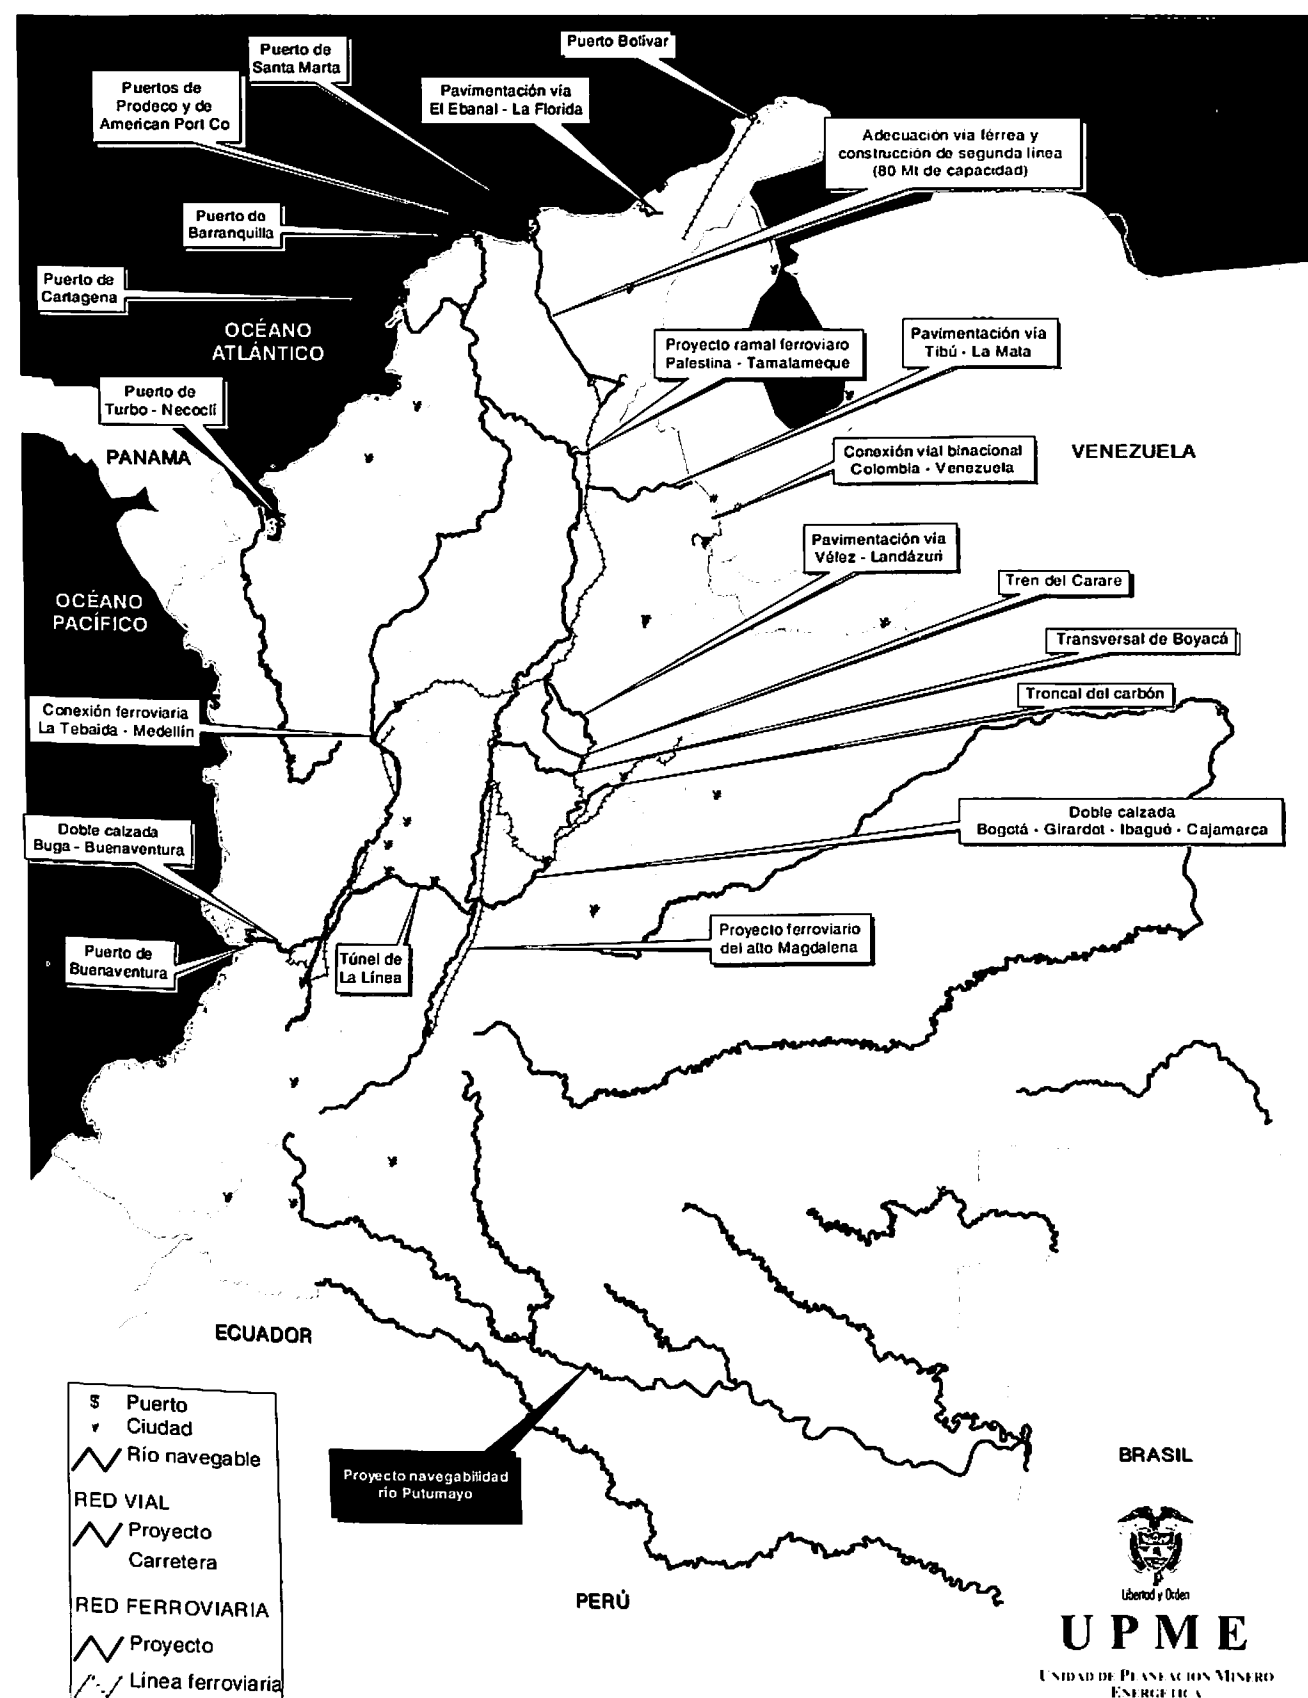 Puerto de
Santa Marta
Puerto Bolívar
Puertos de
Prodeco y de
American Port Co
Pavimentación vía
El Ebanal - La Florida
Adecuación vía férrea y
construcción de segunda línea
(80 Mt de capacidad)
Puerto de
Barranquilla
Puerto de
Cartagena
OCÉANO
ATLÁNTICO
Proyecto ramal ferroviaro
Palestina - Tamalameque
Pavimentación vía
Tibú - La Mata
Puerto de
Turbo - Necoclí
PANAMA
Conexión vial binacional
Colombia - Venezuela
VENEZUELA
Pavimentación vía
Vélez - Landázuri
Tren del Carare
OCÉANO
PACÍFICO
Transversal de Boyacá
Troncal del carbón
Conexión ferroviaria
La Tebaida - Medellín
Doble calzada
Bogotá - Girardot - Ibagué - Cajamarca
Doble calzada
Buga - Buenaventura
Proyecto ferroviario
del alto Magdalena
Puerto de
Buenaventura
Túnel de
La Línea
ECUADOR
Puerto
Ciudad
Río navegable
RED VIAL
Proyecto
Carretera
RED FERROVIARIA
Proyecto
Línea ferroviaria
Proyecto navegabilidad
río Putumayo
BRASIL
PERÚ
Libertad y Orden
UPME
UNIDAD DE PLANEACION MINERO
ENERGETICA